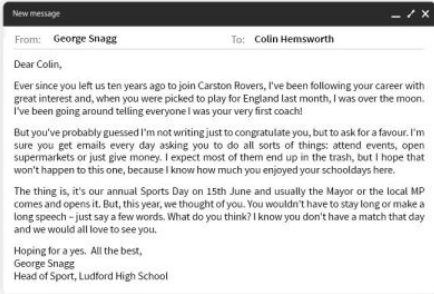 New message
From: George Snagg To: Colin Hemsworth
Dear Colin,
Ever since you left us ten years ago to join Carston Rovers, I've been following your career with
great interest and, when you were picked to play for England last month, I was over the moon.
I've been going around telling everyone I was your very first coach!
But you've probably guessed I'm not writing just to congratulate you, but to ask for a favour. I'm
sure you get emails every day asking you to do all sorts of things: attend events, open
supermarkets or just give money. I expect most of them end up in the trash, but I hope that
won't happen to this one, because I know how much you enjoyed your schooldays here.
The thing is, it's our annual Sports Day on 15th June and usually the Mayor or the local MP
comes and opens it. But, this year, we thought of you. You wouldn't have to stay long or make a
long speech – just say a few words. What do you think? I know you don't have a match that day
and we would all love to see you.
Hoping for a yes. All the best,
George Snagg
Head of Sport, Ludford High School